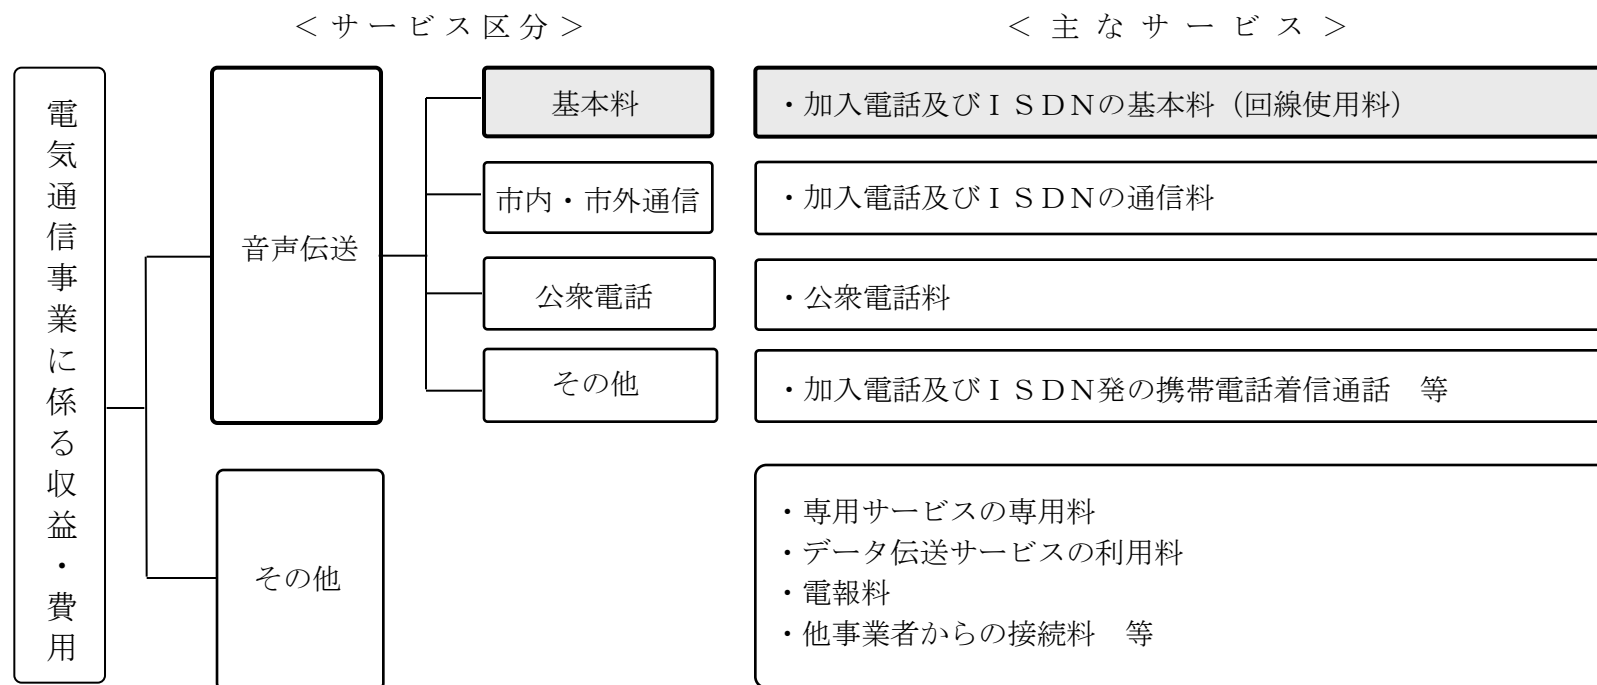 ＜サービス区分＞
＜主なサービス＞
電気通信事業に係る収益・費用
音声伝送
基本料
・加入電話及びＩＳＤＮの基本料（回線使用料）
市内・市外通信
・加入電話及びＩＳＤＮの通信料
公衆電話
・公衆電話料
その他
・加入電話及びＩＳＤＮ発の携帯電話着信通話　等
その他
・専用サービスの専用料
・データ伝送サービスの利用料
・電報料
・他事業者からの接続料　等